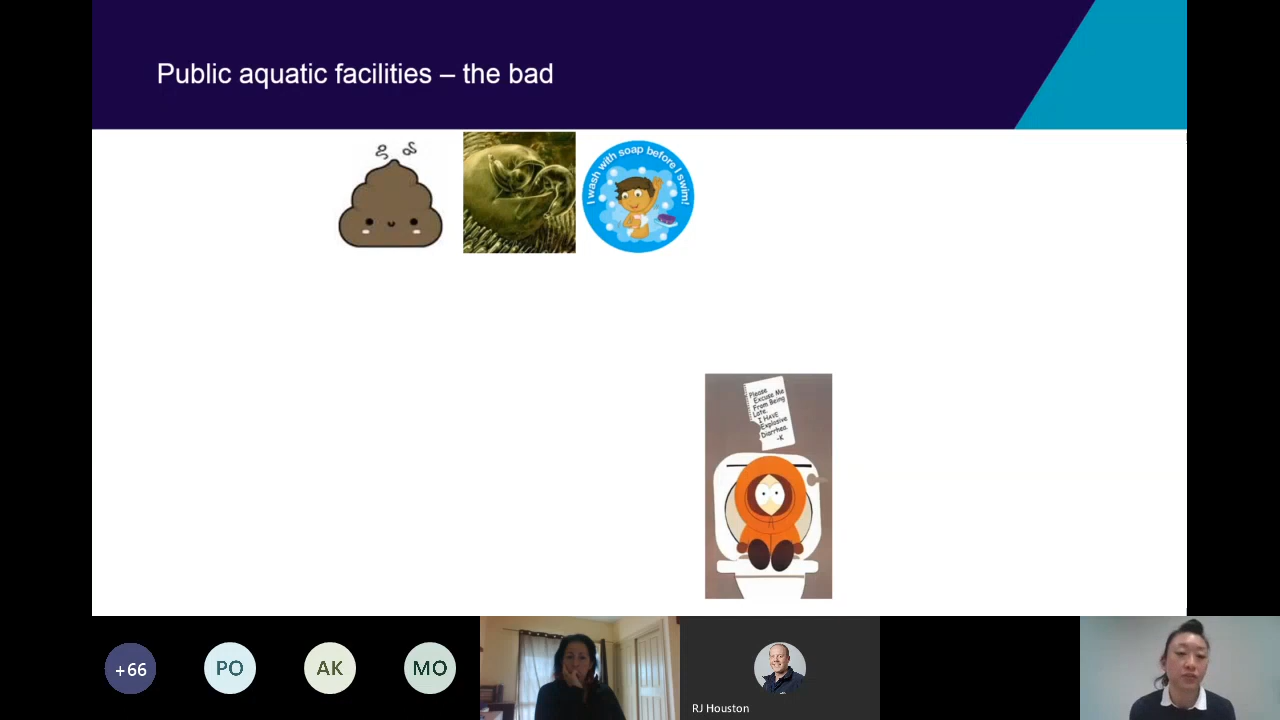 Public aquatic facilities – the bad
I wash with soap before I swim!
Please
Excuse Me
From Being
Late.
I HAVE
Explosive
Diarrhea.
-K
+66
PO
AK
MO
RJ Houston